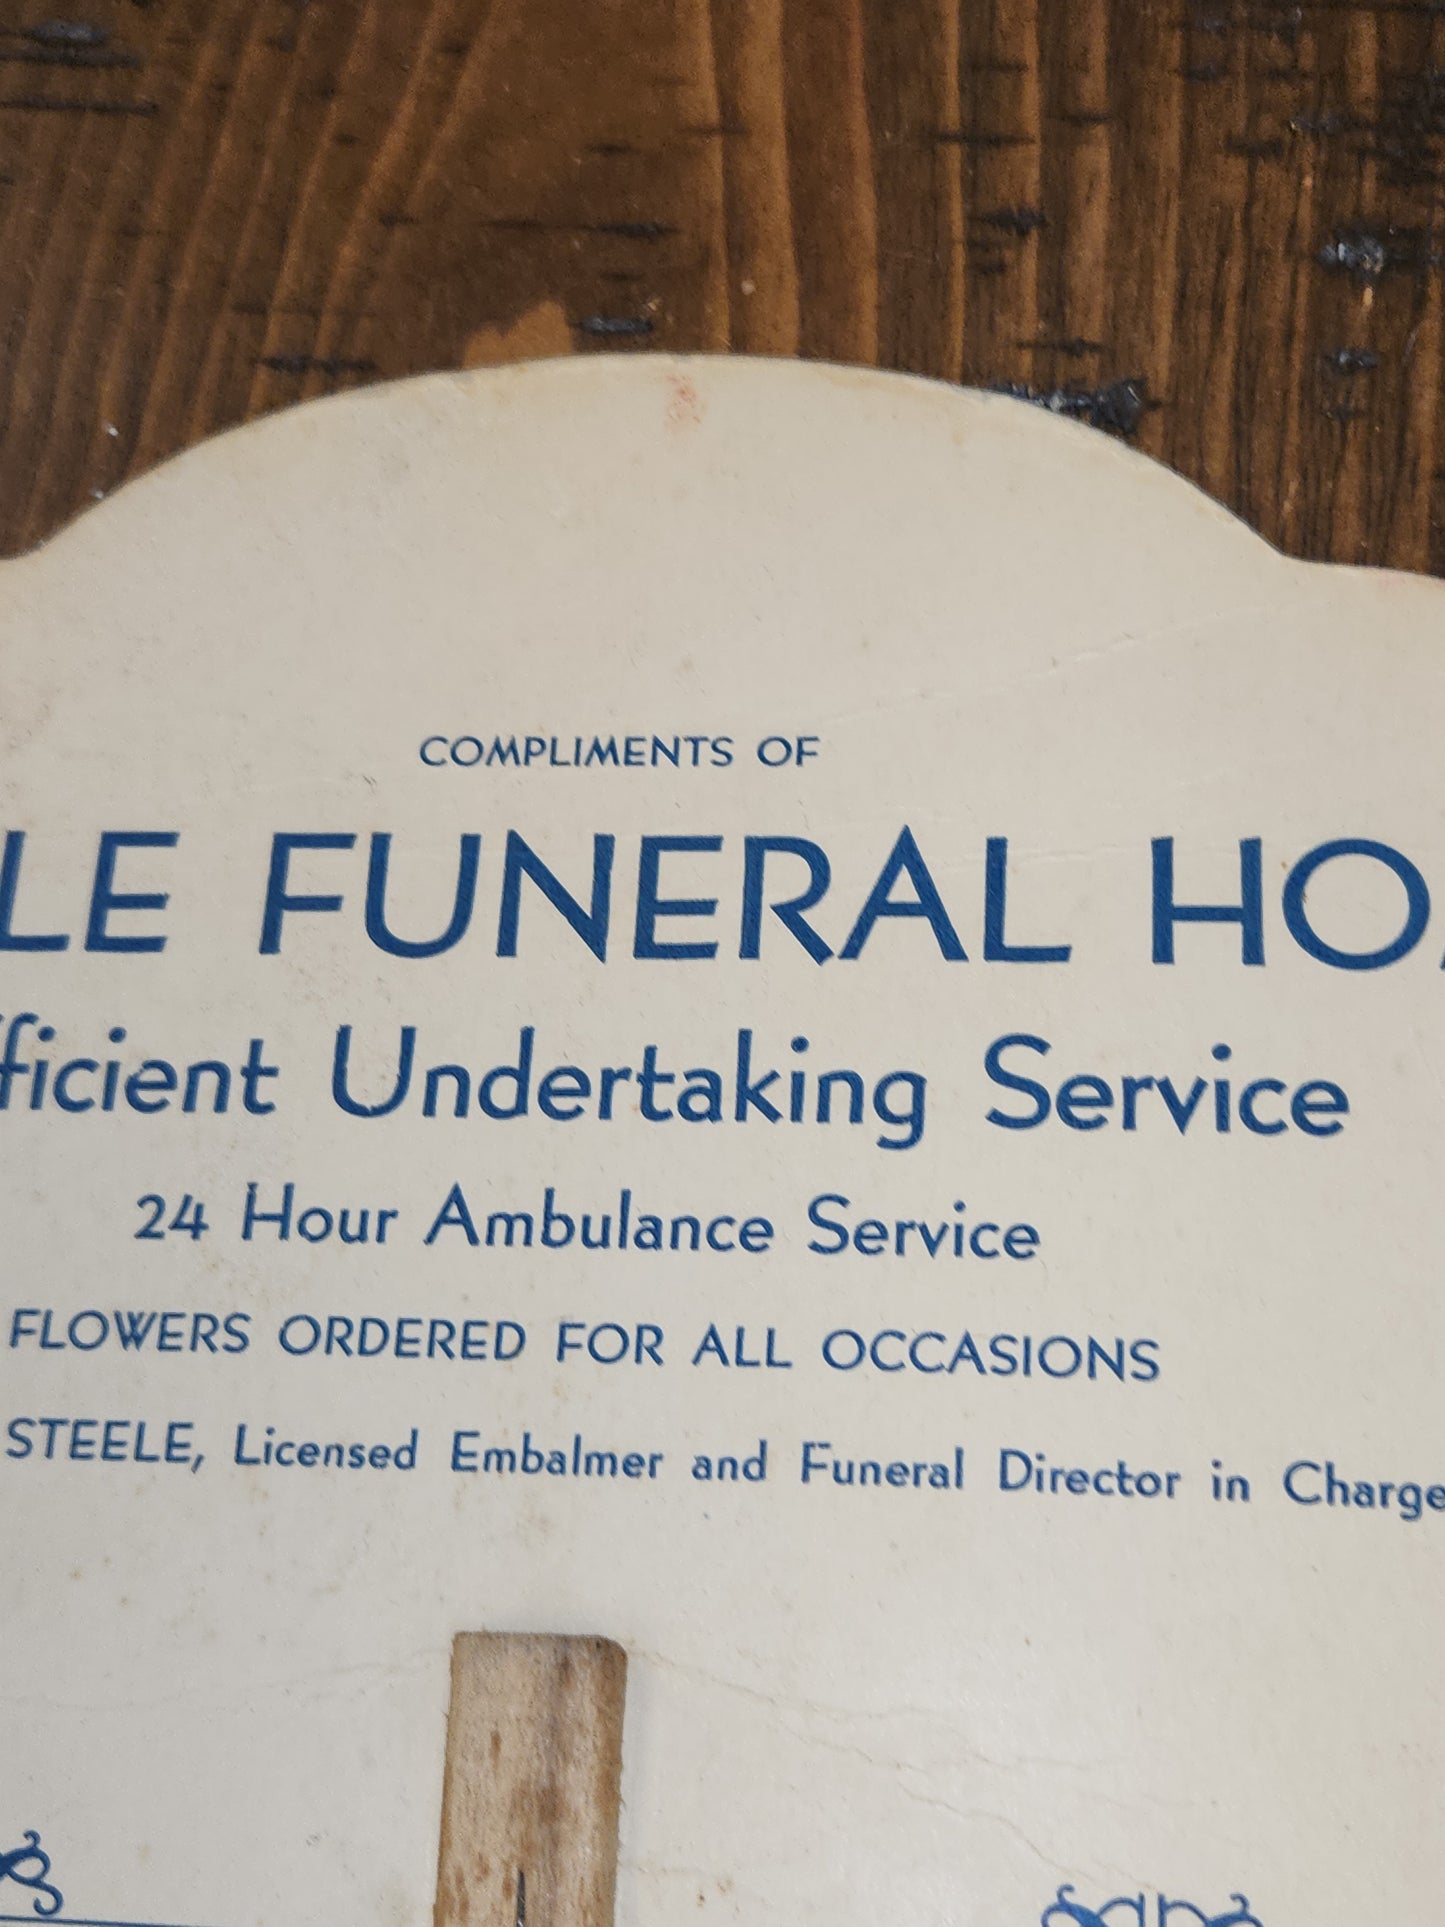 COMPLIMENTS OF
LE FUNERAL HO
fficient Undertaking Service
24 Hour Ambulance Service
FLOWERS ORDERED FOR ALL OCCASIONS
STEELE, Licensed Embalmer and Funeral Director in Charge